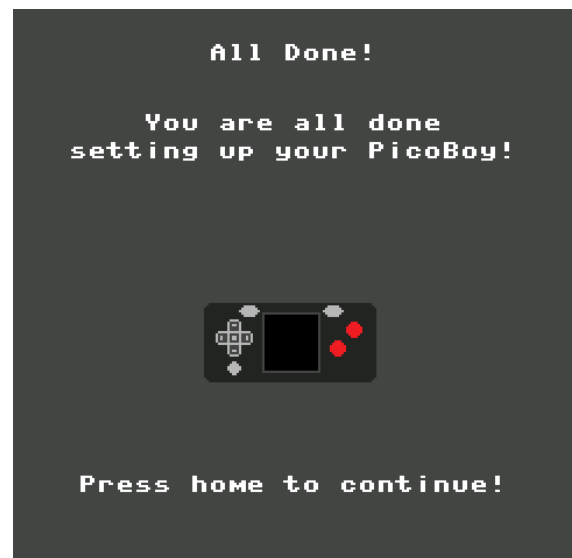 All Done!
You are all done
setting up your PicoBoy!
Press home to continue!